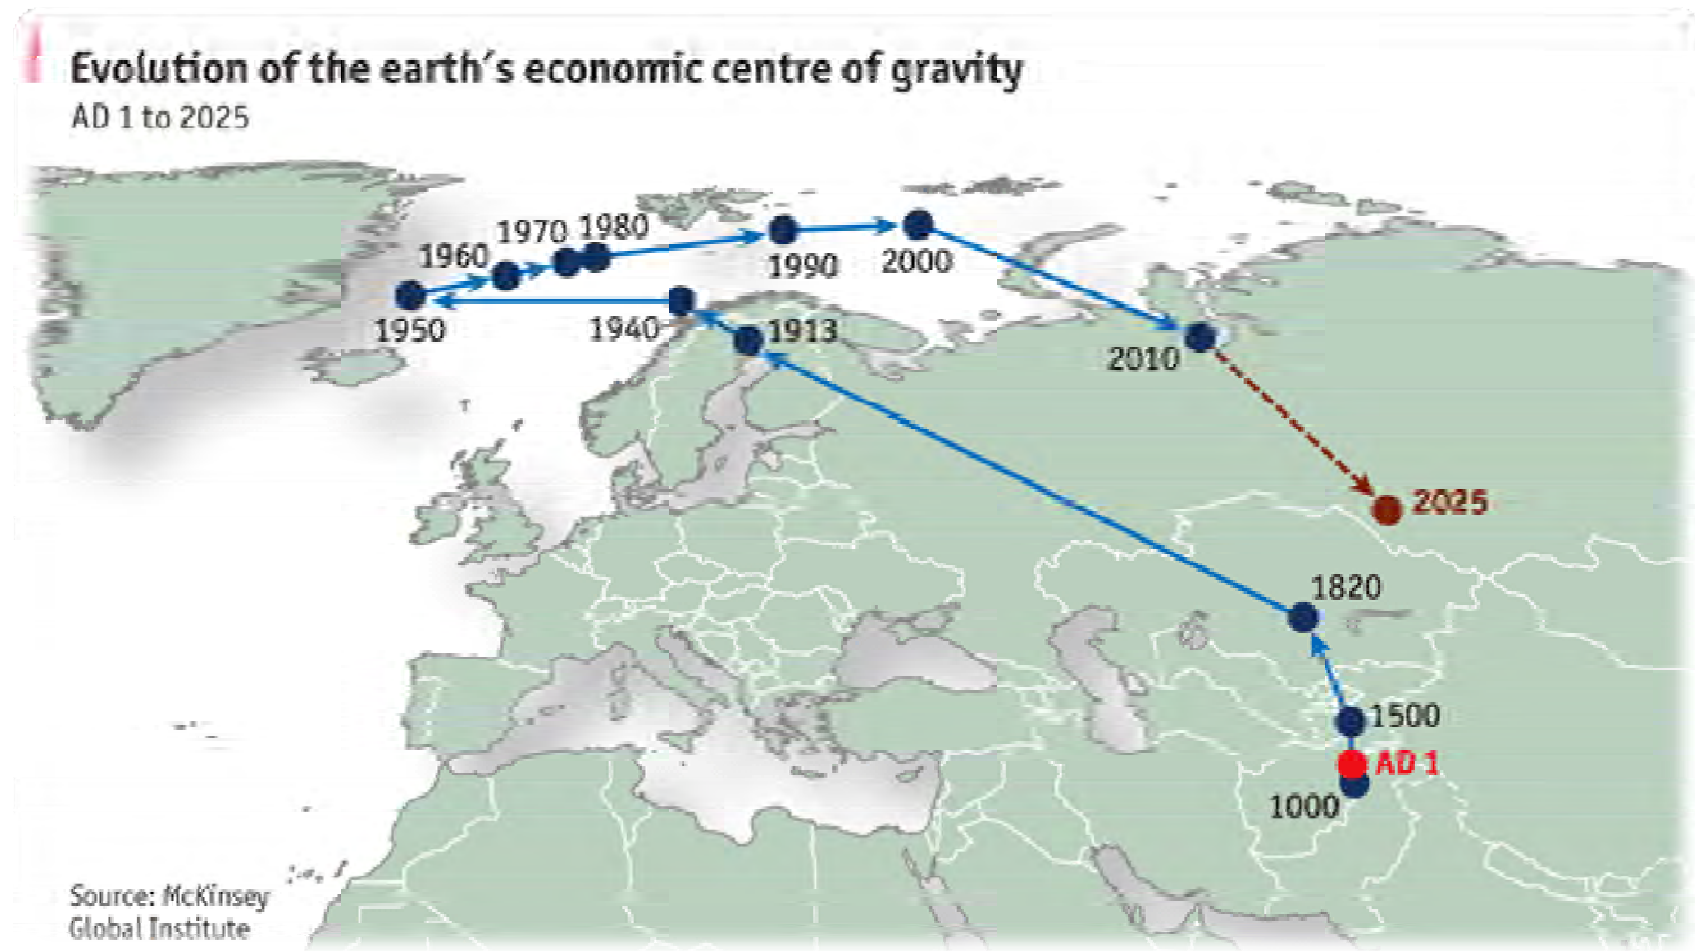 Evolution of the earth's economic centre of gravity
AD 1 to 2025
1970 1980
1960
1990 2000
1950
1940
1913
2010
2025
1820
1500
AD 1
1000
Source: McKinsey
Global Institute